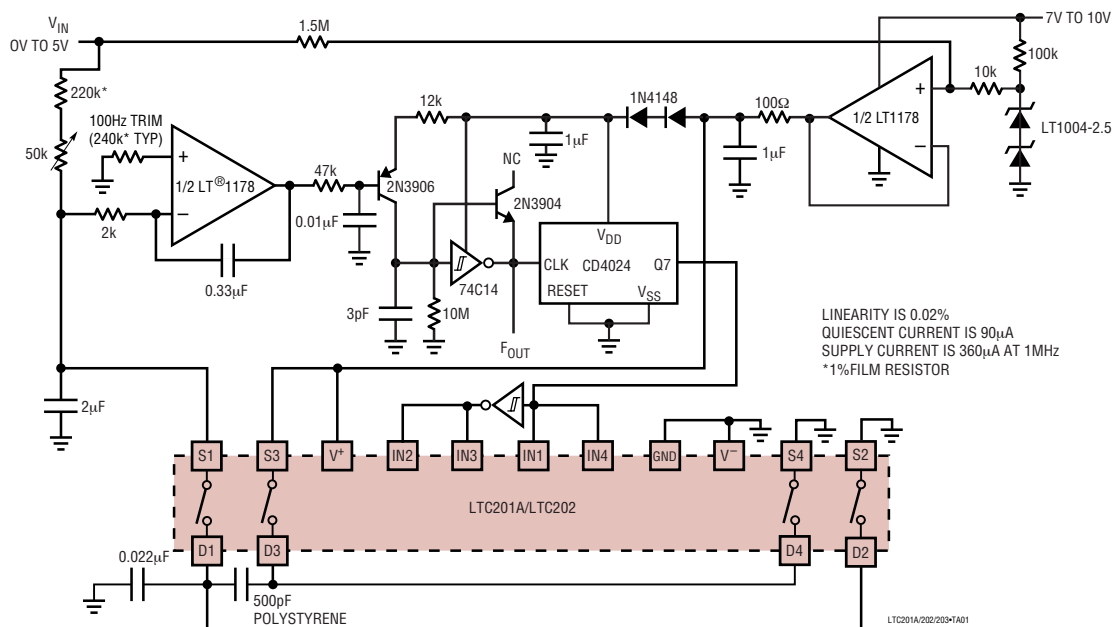 V_IN
0V TO 5V
1.5M
7V TO 10V
100k
10k
LT1004-2.5
220k*
100Hz TRIM
(240k* TYP)
50k
+
1/2 LT®1178
−
2k
0.33µF
47k
0.01µF
12k
2N3906
1N4148
1µF
100Ω
1µF
+
1/2 LT1178
−
NC
2N3904
74C14
3pF
10M
F_OUT
V_DD
CLK
CD4024
Q7
RESET
V_SS
LINEARITY IS 0.02%
QUIESCENT CURRENT IS 90µA
SUPPLY CURRENT IS 360µA AT 1MHz
*1%FILM RESISTOR
2µF
S1
S3
V+
IN2
IN3
IN1
IN4
GND
V−
S4
S2
LTC201A/LTC202
D1
D3
D4
D2
0.022µF
500pF
POLYSTYRENE
LTC201A/202/203•TA01